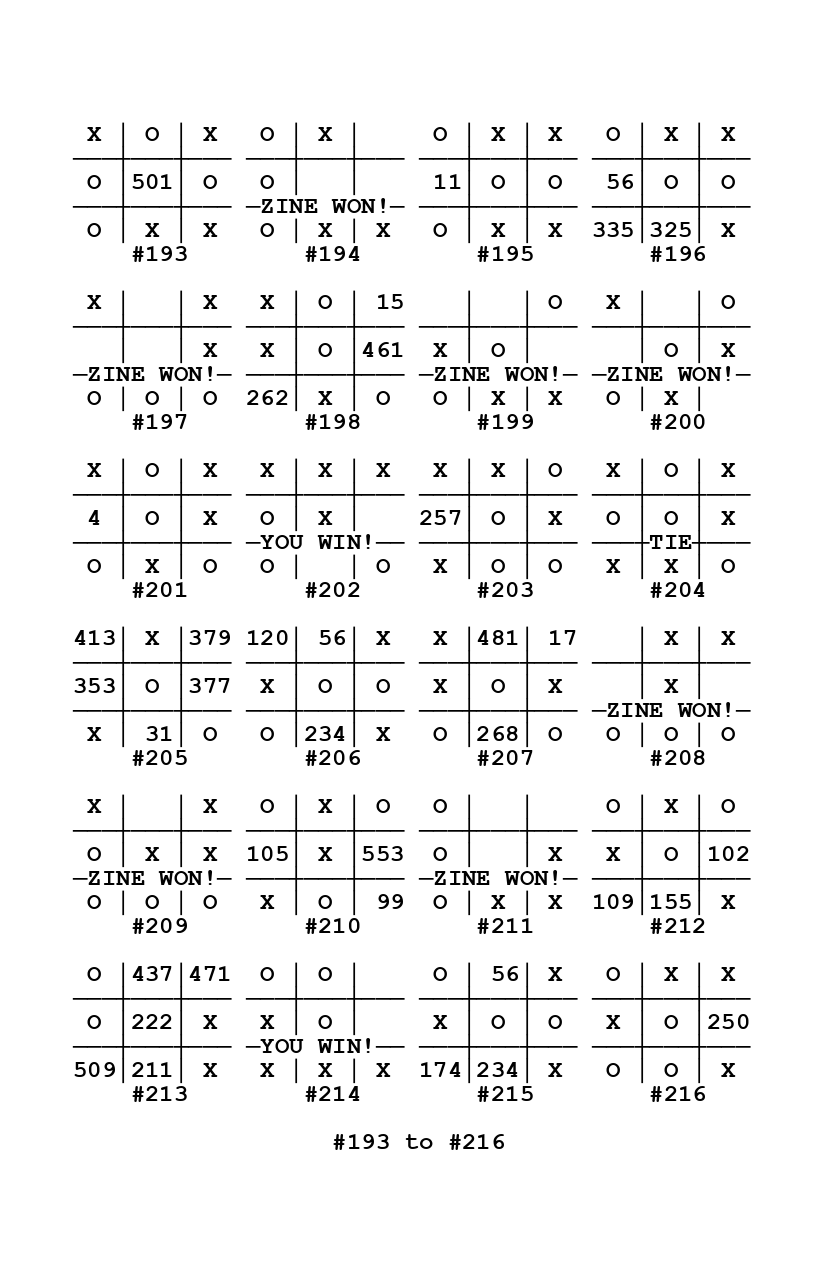 X | O | X   O | X |     O | X | X   O | X | X
O |501| O   O |   |     11| O | O   56| O | O
ZINE WON!
O | X | X   O | X | X   O | X | X   335|325| X
#193 #194 #195 #196
X |   | X   X | O | 15   |   | O   X |   | O
|   | X   X | O |461   X | O |     | O | X
ZINE WON! ZINE WON! ZINE WON!
O | O | O   262| X | O   O | X | X   O | X |
#197 #198 #199 #200
X | O | X   X | X | X   X | X | O   X | O | X
4 | O | X   O | X |     257| O | X   O | O | X
YOU WIN! TIE
O | X | O   O |   | O   X | O | O   X | X | O
#201 #202 #203 #204
413| X |379   120| 56| X   X |481| 17   | X | X
353| O |377   X | O | O   X | O | X   | X |
ZINE WON!
X | 31| O   O |234| X   O |268| O   O | O | O
#205 #206 #207 #208
X |   | X   O | X | O   O |   |     O | X | O
O | X | X   105| X |553   O |   | X   X | O |102
ZINE WON! ZINE WON!
O | O | O   X | O | 99   O | X | X   109|155| X
#209 #210 #211 #212
O |437|471   O | O |     O | 56| X   O | X | X
O |222| X   X | O |     X | O | O   X | O |250
YOU WIN!
509|211| X   X | X | X   174|234| X   O | O | X
#213 #214 #215 #216
#193 to #216